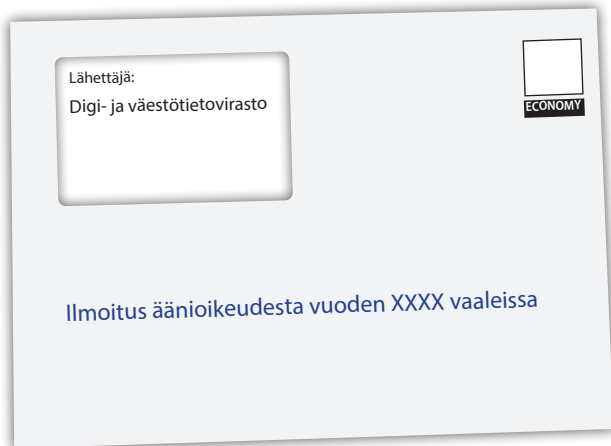 Lähettäjä:
Digi- ja väestötietovirasto
ECONOMY
Ilmoitus äänioikeudesta vuoden XXXX vaaleissa